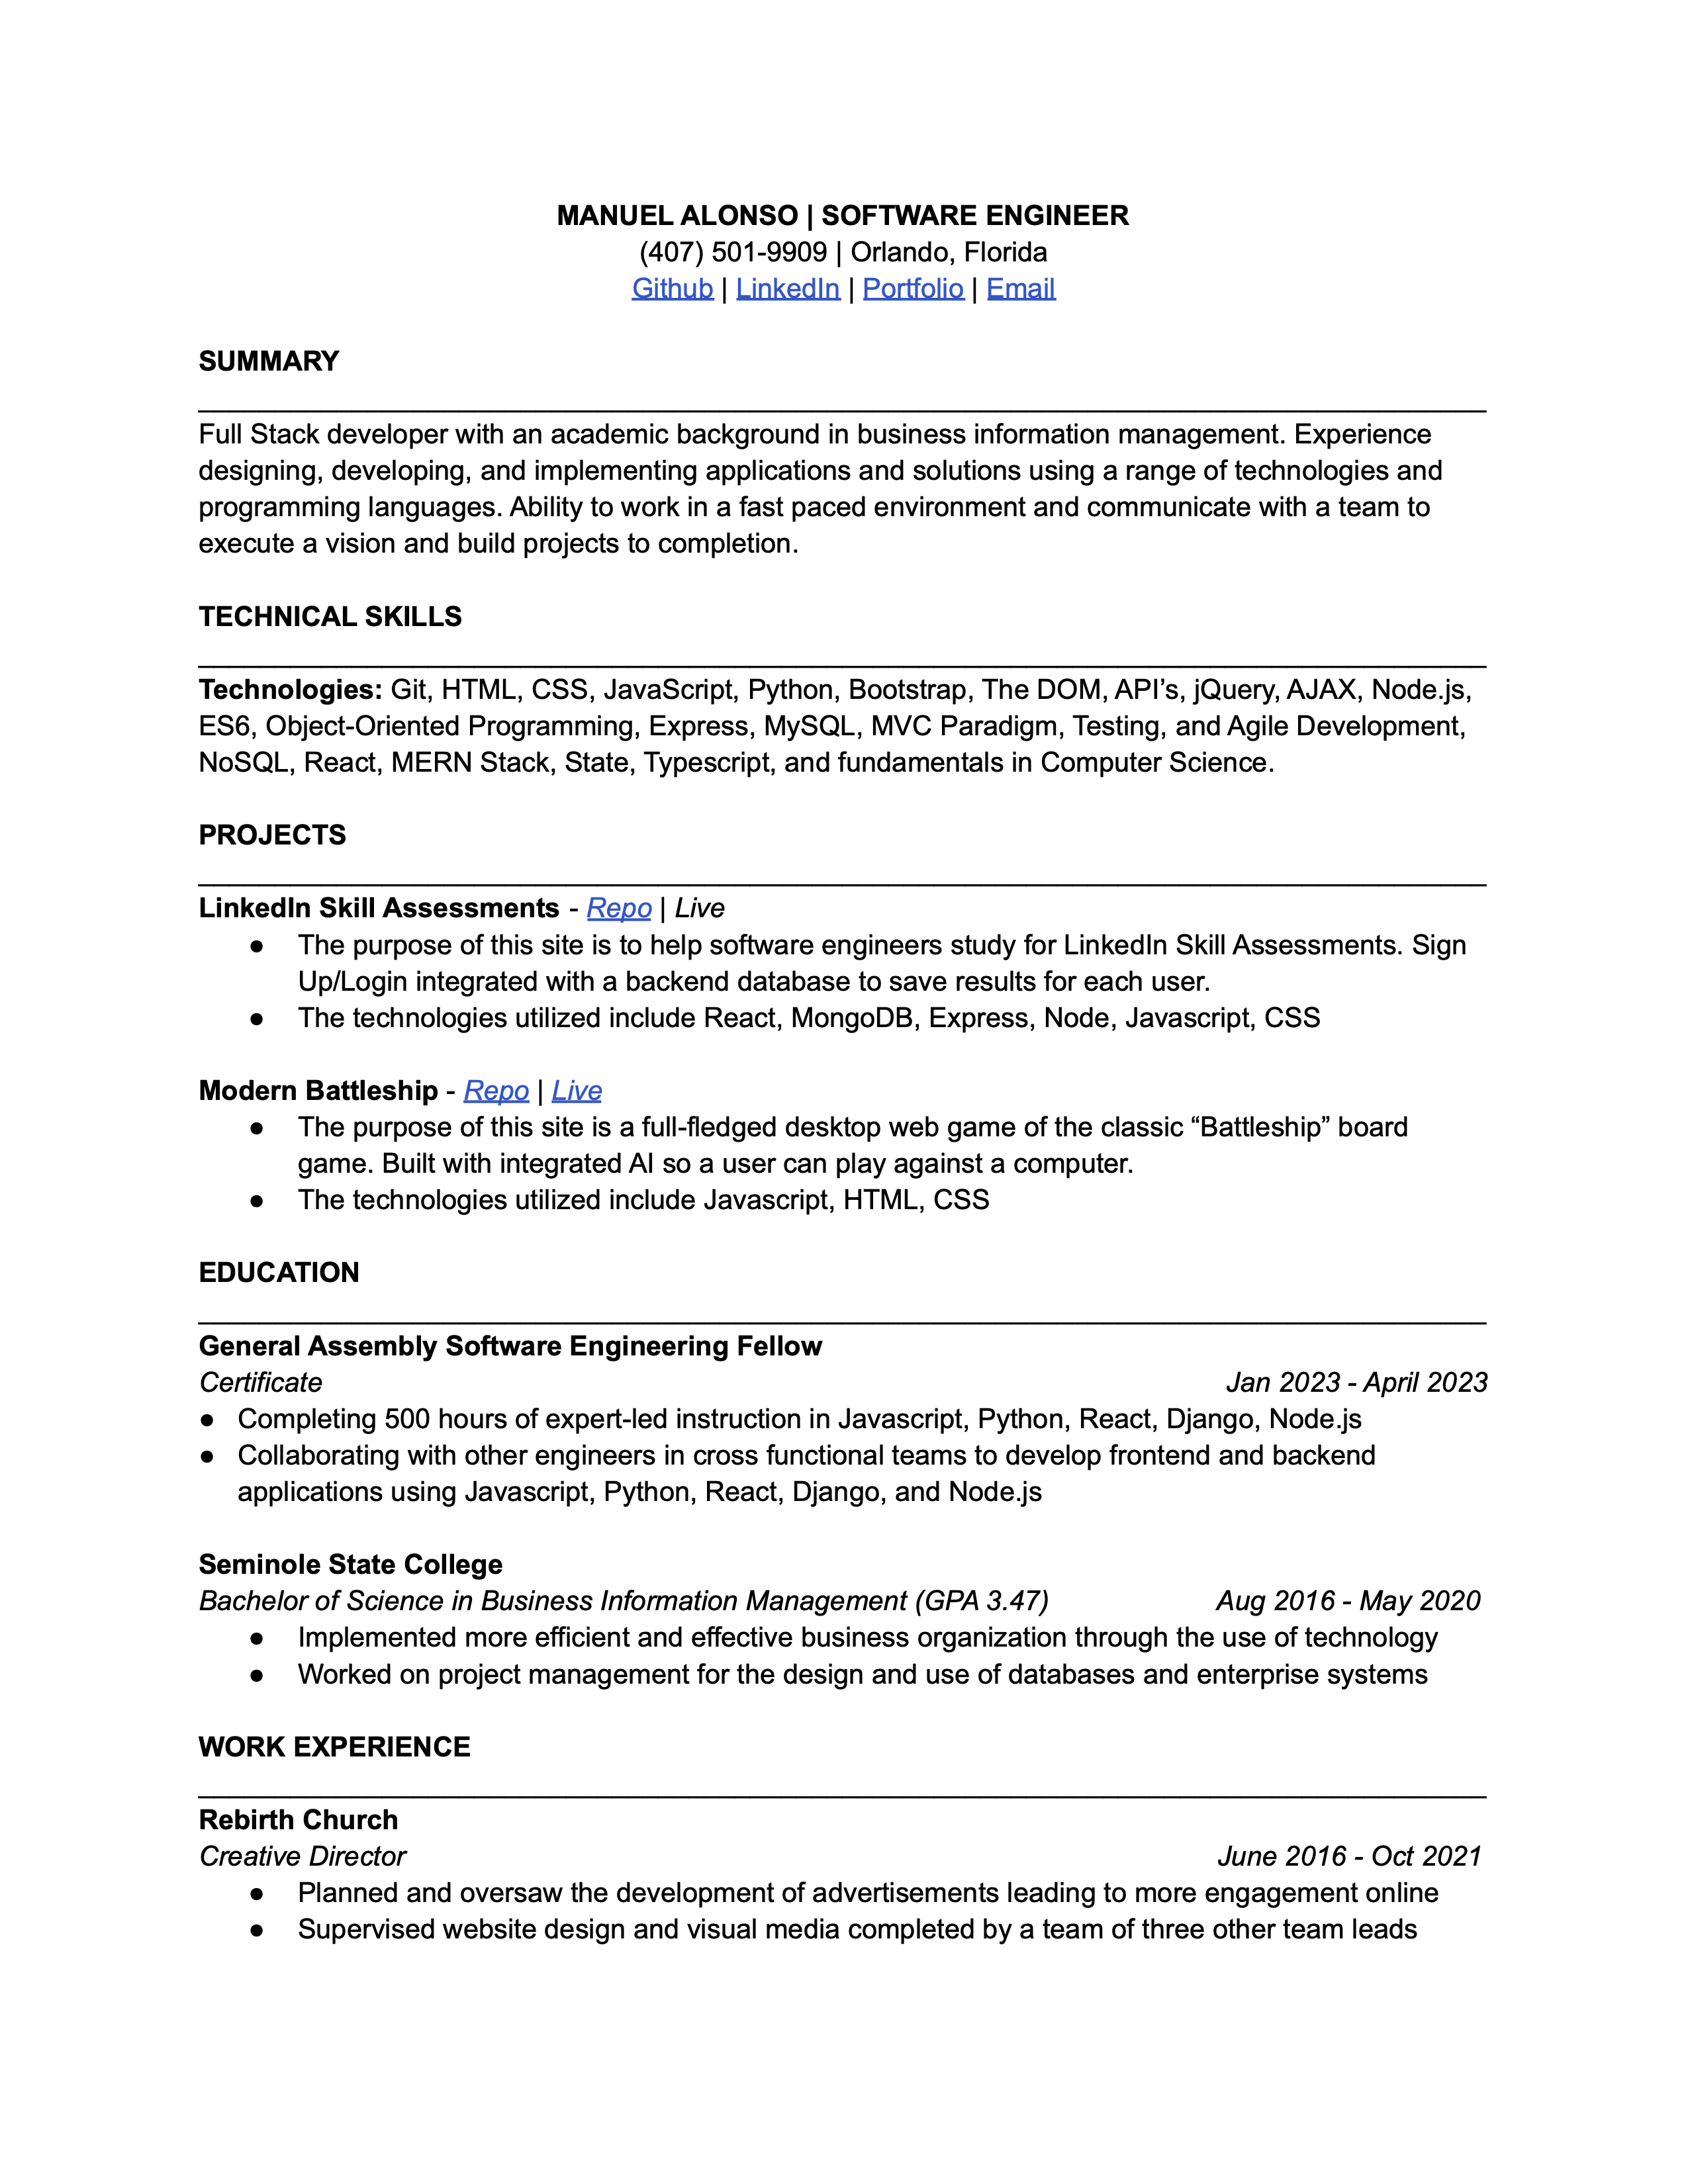 MANUEL ALONSO | SOFTWARE ENGINEER
(407) 501-9909 | Orlando, Florida
Github | LinkedIn | Portfolio | Email
SUMMARY
Full Stack developer with an academic background in business information management. Experience
designing, developing, and implementing applications and solutions using a range of technologies and
programming languages. Ability to work in a fast paced environment and communicate with a team to
execute a vision and build projects to completion.
TECHNICAL SKILLS
Technologies: Git, HTML, CSS, JavaScript, Python, Bootstrap, The DOM, API’s, jQuery, AJAX, Node.js,
ES6, Object-Oriented Programming, Express, MySQL, MVC Paradigm, Testing, and Agile Development,
NoSQL, React, MERN Stack, State, Typescript, and fundamentals in Computer Science.
PROJECTS
LinkedIn Skill Assessments - Repo | Live
● The purpose of this site is to help software engineers study for LinkedIn Skill Assessments. Sign
Up/Login integrated with a backend database to save results for each user.
● The technologies utilized include React, MongoDB, Express, Node, Javascript, CSS
Modern Battleship - Repo | Live
● The purpose of this site is a full-fledged desktop web game of the classic “Battleship” board
game. Built with integrated AI so a user can play against a computer.
● The technologies utilized include Javascript, HTML, CSS
EDUCATION
General Assembly Software Engineering Fellow
Certificate Jan 2023 - April 2023
● Completing 500 hours of expert-led instruction in Javascript, Python, React, Django, Node.js
● Collaborating with other engineers in cross functional teams to develop frontend and backend
applications using Javascript, Python, React, Django, and Node.js
Seminole State College
Bachelor of Science in Business Information Management (GPA 3.47) Aug 2016 - May 2020
● Implemented more efficient and effective business organization through the use of technology
● Worked on project management for the design and use of databases and enterprise systems
WORK EXPERIENCE
Rebirth Church
Creative Director June 2016 - Oct 2021
● Planned and oversaw the development of advertisements leading to more engagement online
● Supervised website design and visual media completed by a team of three other team leads